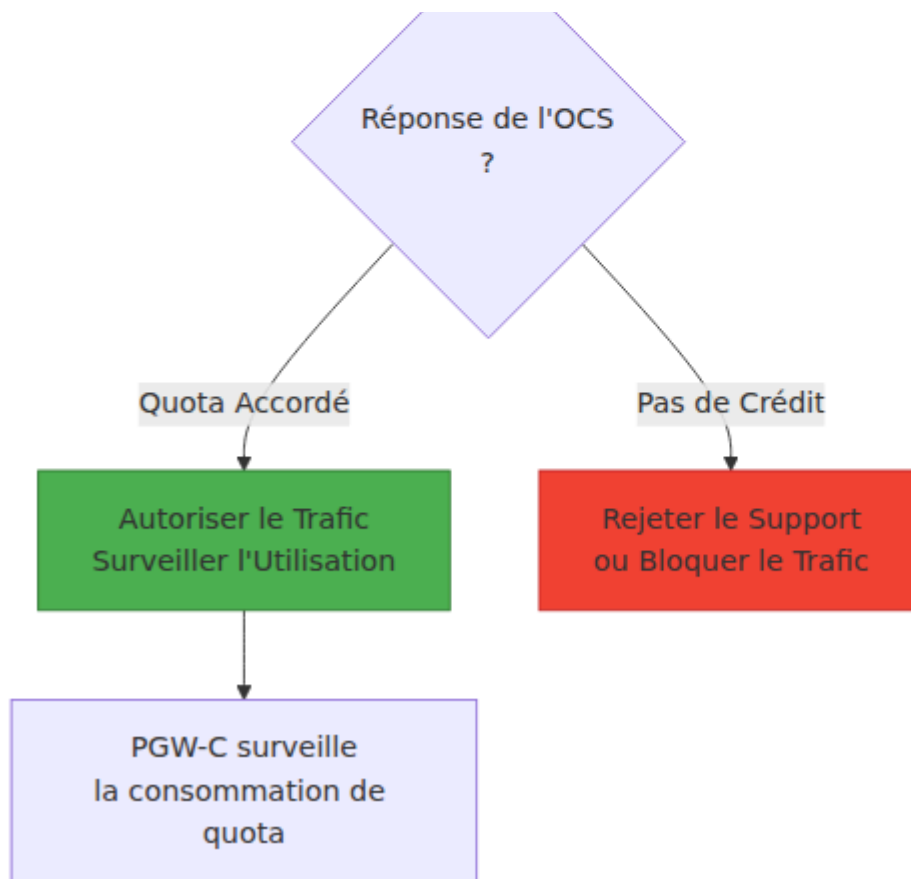 Réponse de l'OCS
?
Quota Accordé
Pas de Crédit
Autoriser le Trafic
Surveiller l'Utilisation
Rejeter le Support
ou Bloquer le Trafic
PGW-C surveille
la consommation de
quota